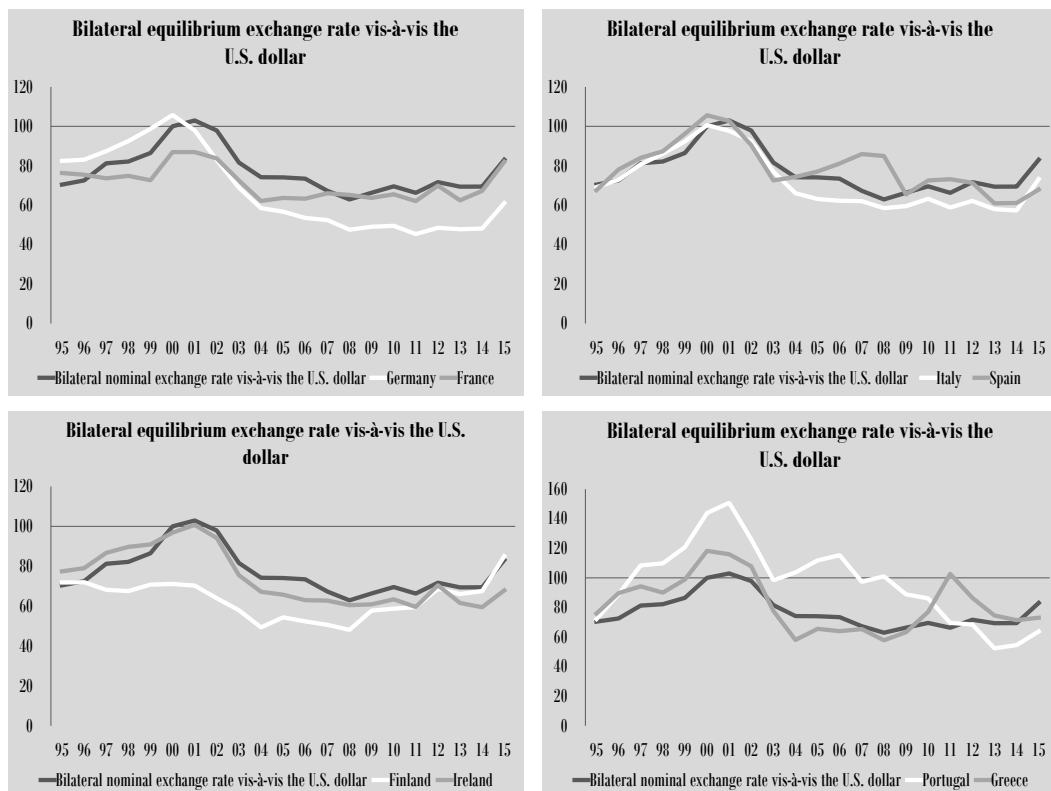 Bilateral equilibrium exchange rate vis-à-vis the
U.S. dollar
120
100
80
60
40
20
0
95 96 97 98 99 00 01 02 03 04 05 06 07 08 09 10 11 12 13 14 15
Bilateral nominal exchange rate vis-à-vis the U.S. dollar Germany France
Bilateral equilibrium exchange rate vis-à-vis the
U.S. dollar
120
100
80
60
40
20
0
95 96 97 98 99 00 01 02 03 04 05 06 07 08 09 10 11 12 13 14 15
Bilateral nominal exchange rate vis-à-vis the U.S. dollar Italy Spain
Bilateral equilibrium exchange rate vis-à-vis the U.S.
dollar
120
100
80
60
40
20
0
95 96 97 98 99 00 01 02 03 04 05 06 07 08 09 10 11 12 13 14 15
Bilateral nominal exchange rate vis-à-vis the U.S. dollar Finland Ireland
Bilateral equilibrium exchange rate vis-à-vis the
U.S. dollar
160
140
120
100
80
60
40
20
0
95 96 97 98 99 00 01 02 03 04 05 06 07 08 09 10 11 12 13 14 15
Bilateral nominal exchange rate vis-à-vis the U.S. dollar Portugal Greece